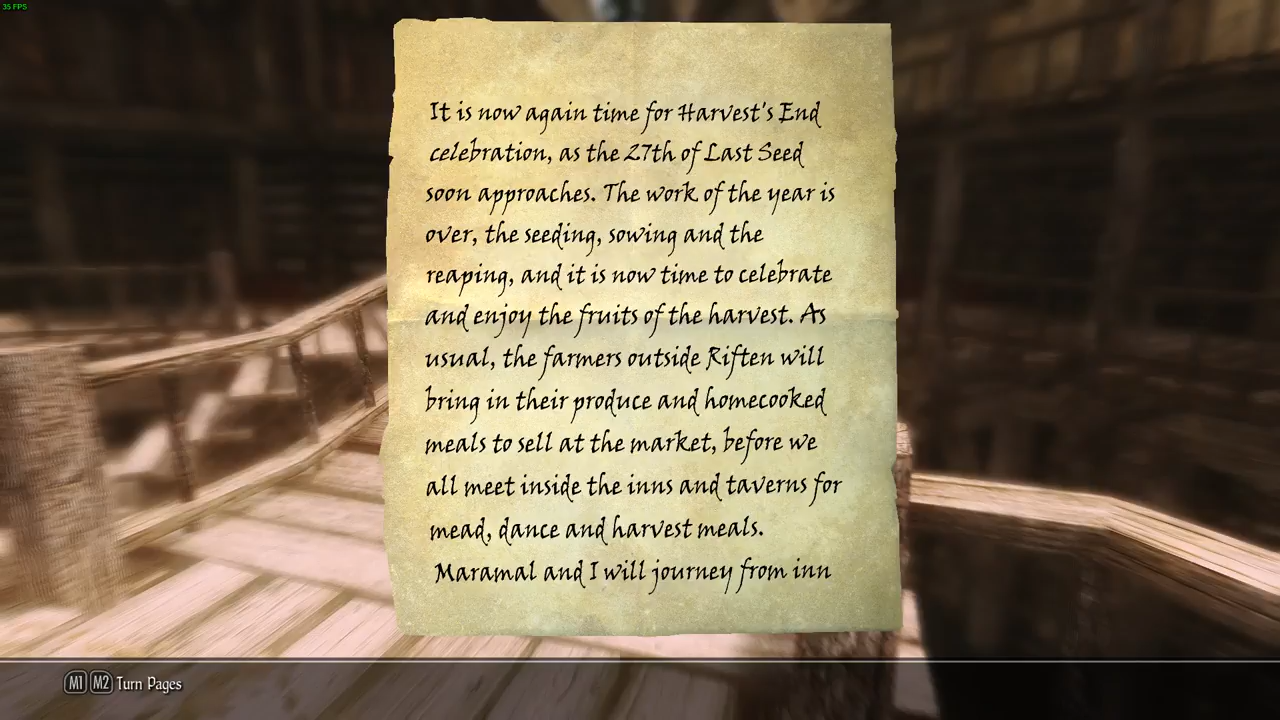 35 FPS
It is now again time for Harvest's End
celebration, as the 27th of Last Seed
soon approaches. The work of the year is
over, the seeding, sowing and the
reaping, and it is now time to celebrate
and enjoy the fruits of the harvest. As
usual, the farmers outside Riften will
bring in their produce and homecooked
meals to sell at the market, before we
all meet inside the inns and taverns for
mead, dance and harvest meals.
Maramal and I will journey from inn
M1 M2 Turn Pages